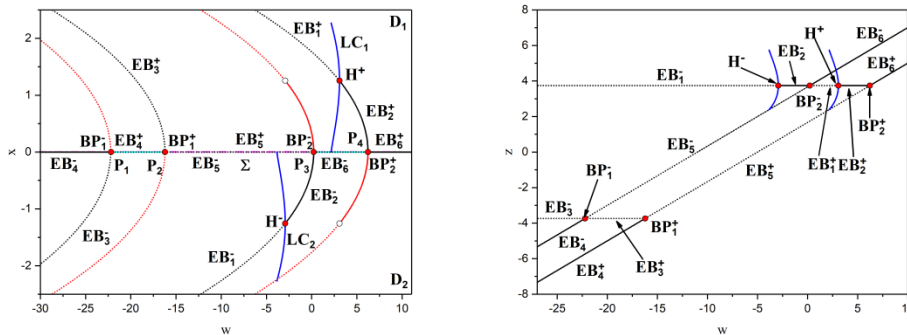 D₁
EB₁⁺
LC₁
EB₃⁺
H⁺
EB₂⁺
BP₁⁻ EB₄⁺ BP₁⁺ EB₅⁺ BP₂⁻ P₄ EB₆⁺
EB₄⁻ P₁ P₂ EB₅⁻ Σ P₃ EB₆⁻ BP₂⁺
EB₂⁻
H⁻
EB₃⁻ LC₂
EB₁⁻
D₂
x
2
1
0
-1
-2
-30 -25 -20 -15 -10 -5 0 5 10
w
EB₆⁻
H⁺
EB₂⁻
H⁻
EB₆⁺
EB₁⁻
BP₂⁻
BP₂⁺
EB₁⁺ EB₂⁺
EB₅⁻
EB₅⁺
BP₁⁻
EB₃⁻
BP₁⁺
EB₄⁻
EB₃⁺
EB₄⁺
z
8
6
4
2
0
-2
-4
-6
-8
-25 -20 -15 -10 -5 0 5 10
w